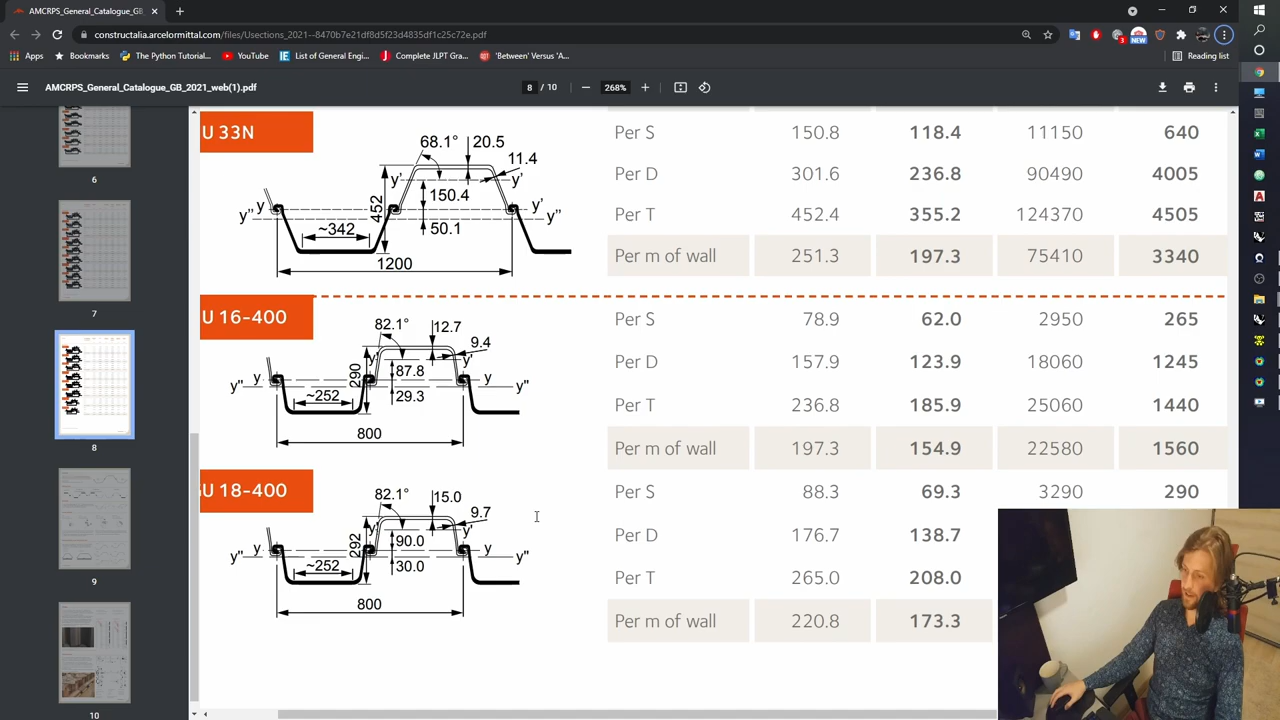 AMCRPS_General_Catalogue_GB_
constructalia.arcelormittal.com/files/Usections_2021--8470b7e21df8d5f23d4835df1c25c72e.pdf
NEW
Apps
Bookmarks
The Python Tutorial...
YouTube
List of General Engi...
Complete JLPT Gra...
'Between' Versus 'A...
Reading list
AMCRPS_General_Catalogue_GB_2021_web(1).pdf
8 / 10
268%
6
7
8
9
10
U 33N
68.1°
20.5
11.4
y'
y'
150.4
452
y"
y
y'
y"
~342
50.1
1200
Per S 150.8 118.4 11150 640
Per D 301.6 236.8 90490 4005
Per T 452.4 355.2 124370 4505
Per m of wall 251.3 197.3 75410 3340
U 16-400
82.1°
12.7
9.4
y'
y'
290
87.8
y"
y
y
y"
~252
29.3
800
Per S 78.9 62.0 2950 265
Per D 157.9 123.9 18060 1245
Per T 236.8 185.9 25060 1440
Per m of wall 197.3 154.9 22580 1560
U 18-400
82.1°
15.0
9.7
y'
y'
292
90.0
y"
y
y
y"
~252
30.0
800
Per S 88.3 69.3 3290 290
Per D 176.7 138.7
Per T 265.0 208.0
Per m of wall 220.8 173.3